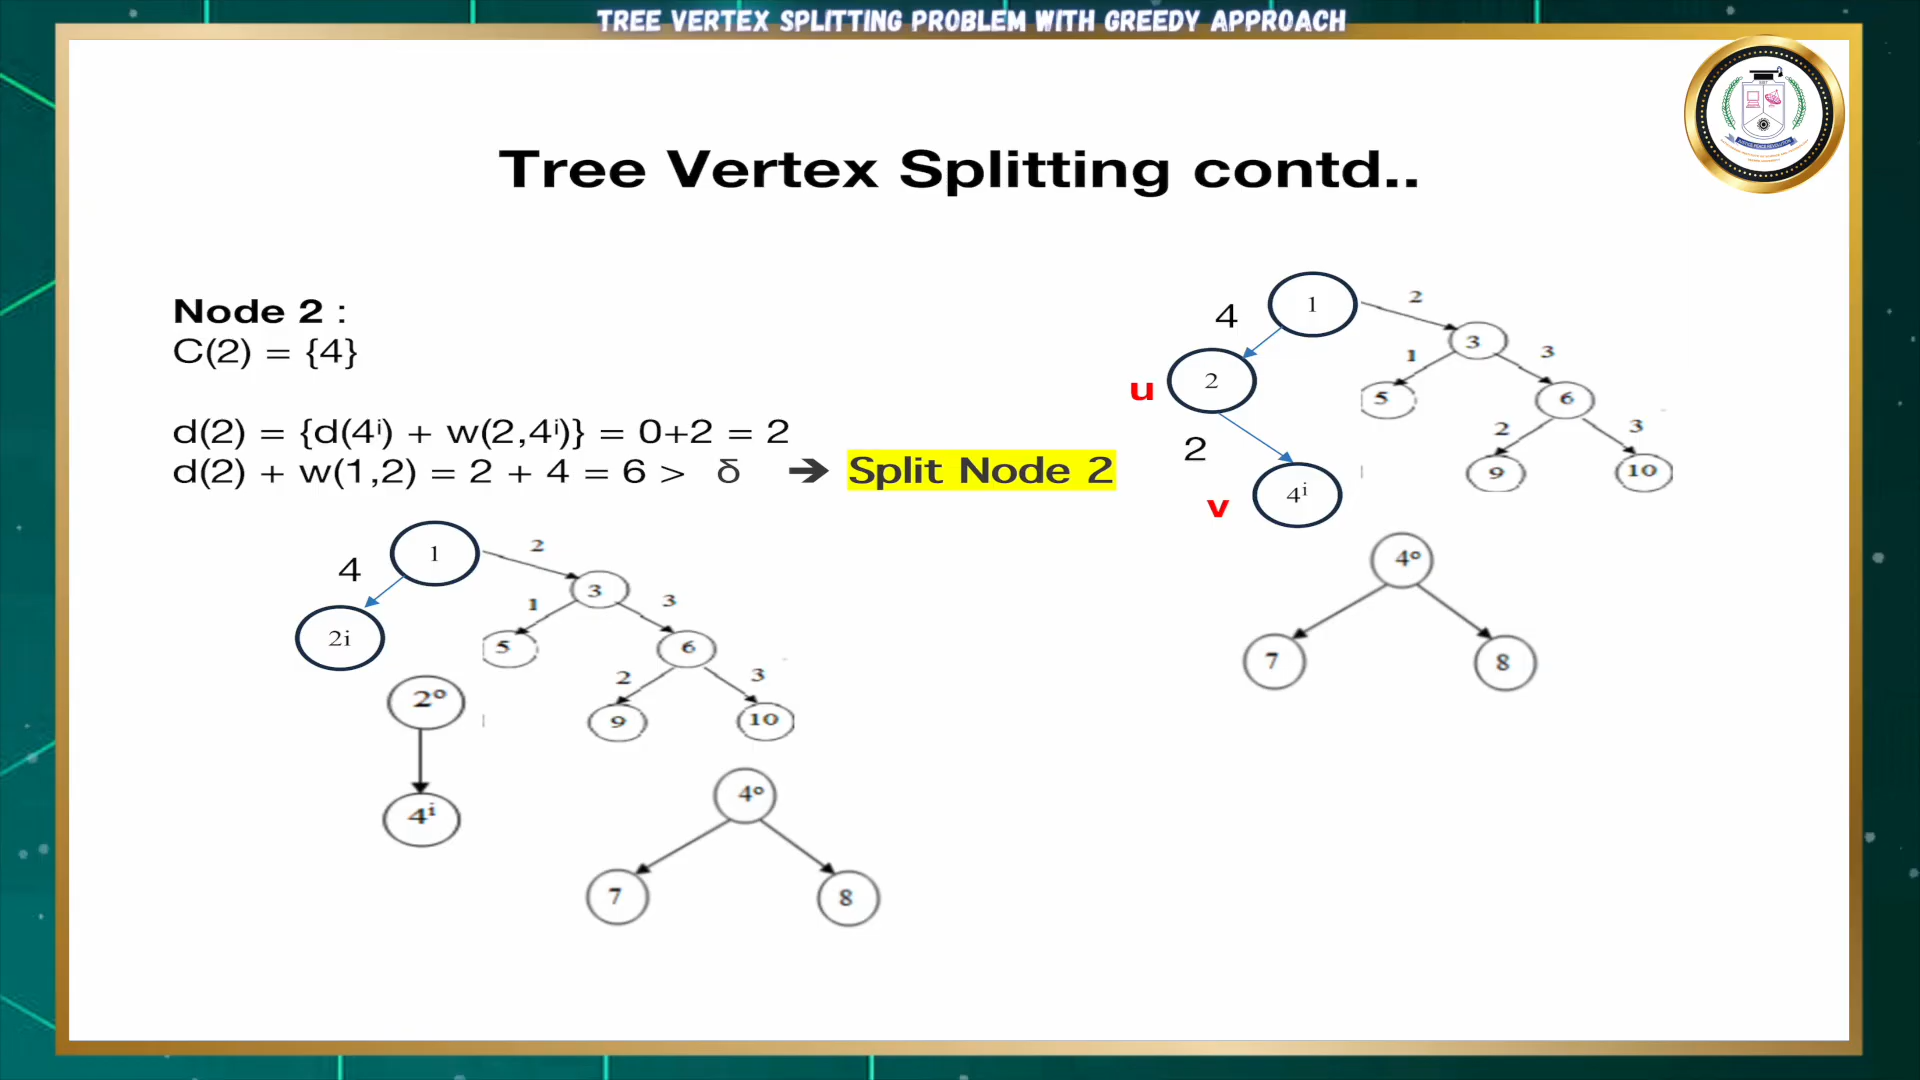 TREE VERTEX SPLITTING PROBLEM WITH GREEDY APPROACH
Tree Vertex Splitting contd..
Node 2 :
C(2) = {4}
d(2) = {d(4ⁱ) + w(2,4ⁱ)} = 0+2 = 2
d(2) + w(1,2) = 2 + 4 = 6 > δ ➔ Split Node 2
1
4
2
3
2
u
1
3
5
6
2
2
3
4ⁱ
v
9
10
4º
7
8
1
4
2
3
2i
1
3
5
6
2º
2
3
9
10
4ⁱ
4º
7
8